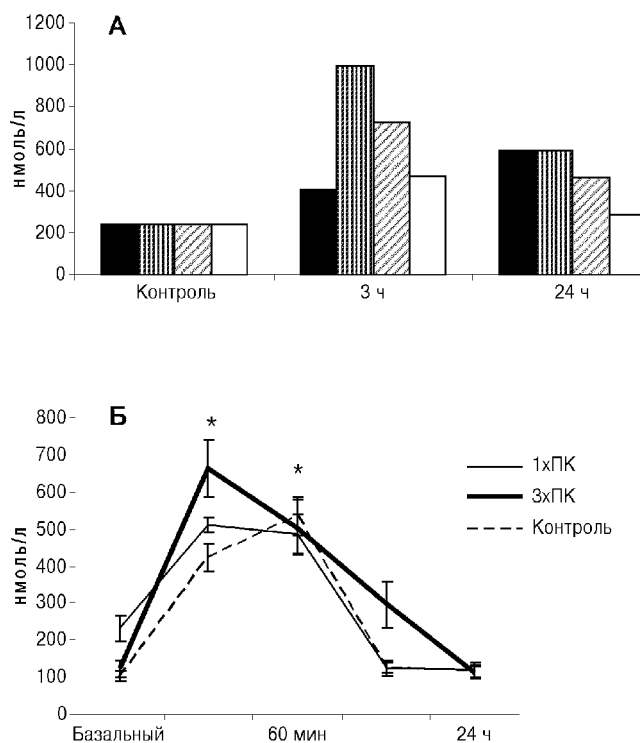 А
нмоль/л
1200
1000
800
600
400
200
0
Контроль 3 ч 24 ч
Б
нмоль/л
800
700
600
500
400
300
200
100
0
* *
1хПК
3хПК
Контроль
Базальный 60 мин 24 ч